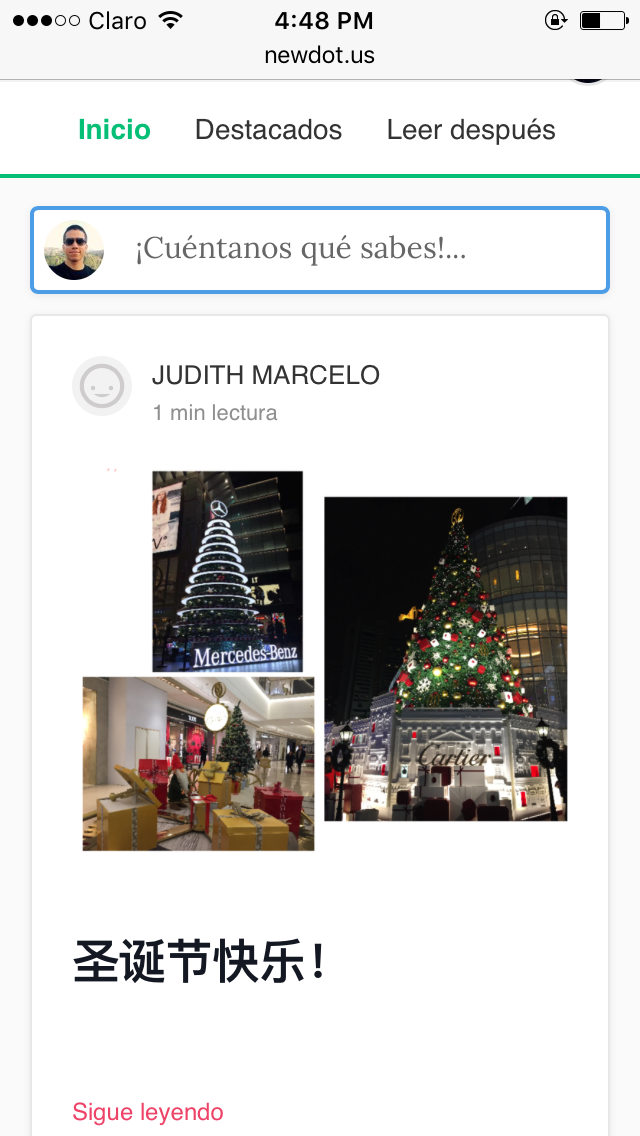 Claro 4:48 PM
newdot.us
Inicio Destacados Leer después
¡Cuéntanos qué sabes!...
JUDITH MARCELO
1 min lectura
Mercedes-Benz
Cartier
圣诞节快乐！
Sigue leyendo